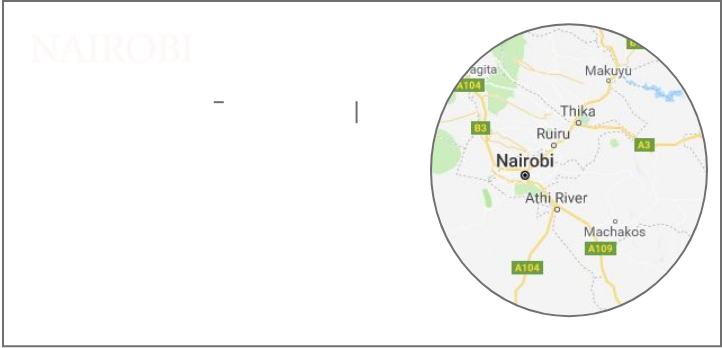 NAIROBI
–
|
agita
A104
Makuyu
Thika
B3
Ruiru
A3
Nairobi
Athi River
Machakos
A109
A104